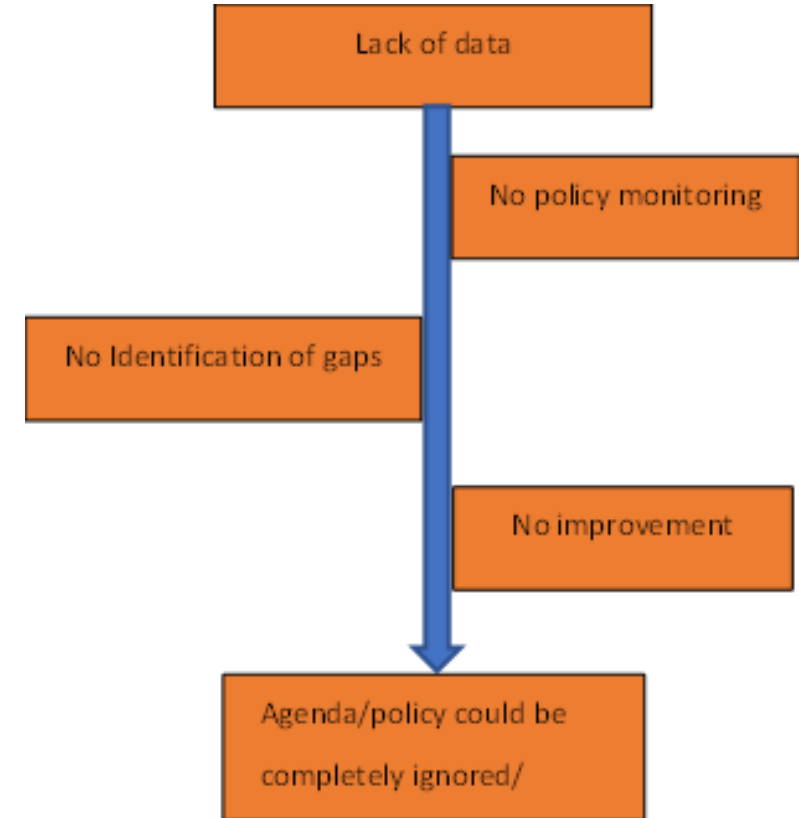 Lack of data
No policy monitoring
No Identification of gaps
No improvement
Agenda/policy could be
completely ignored/